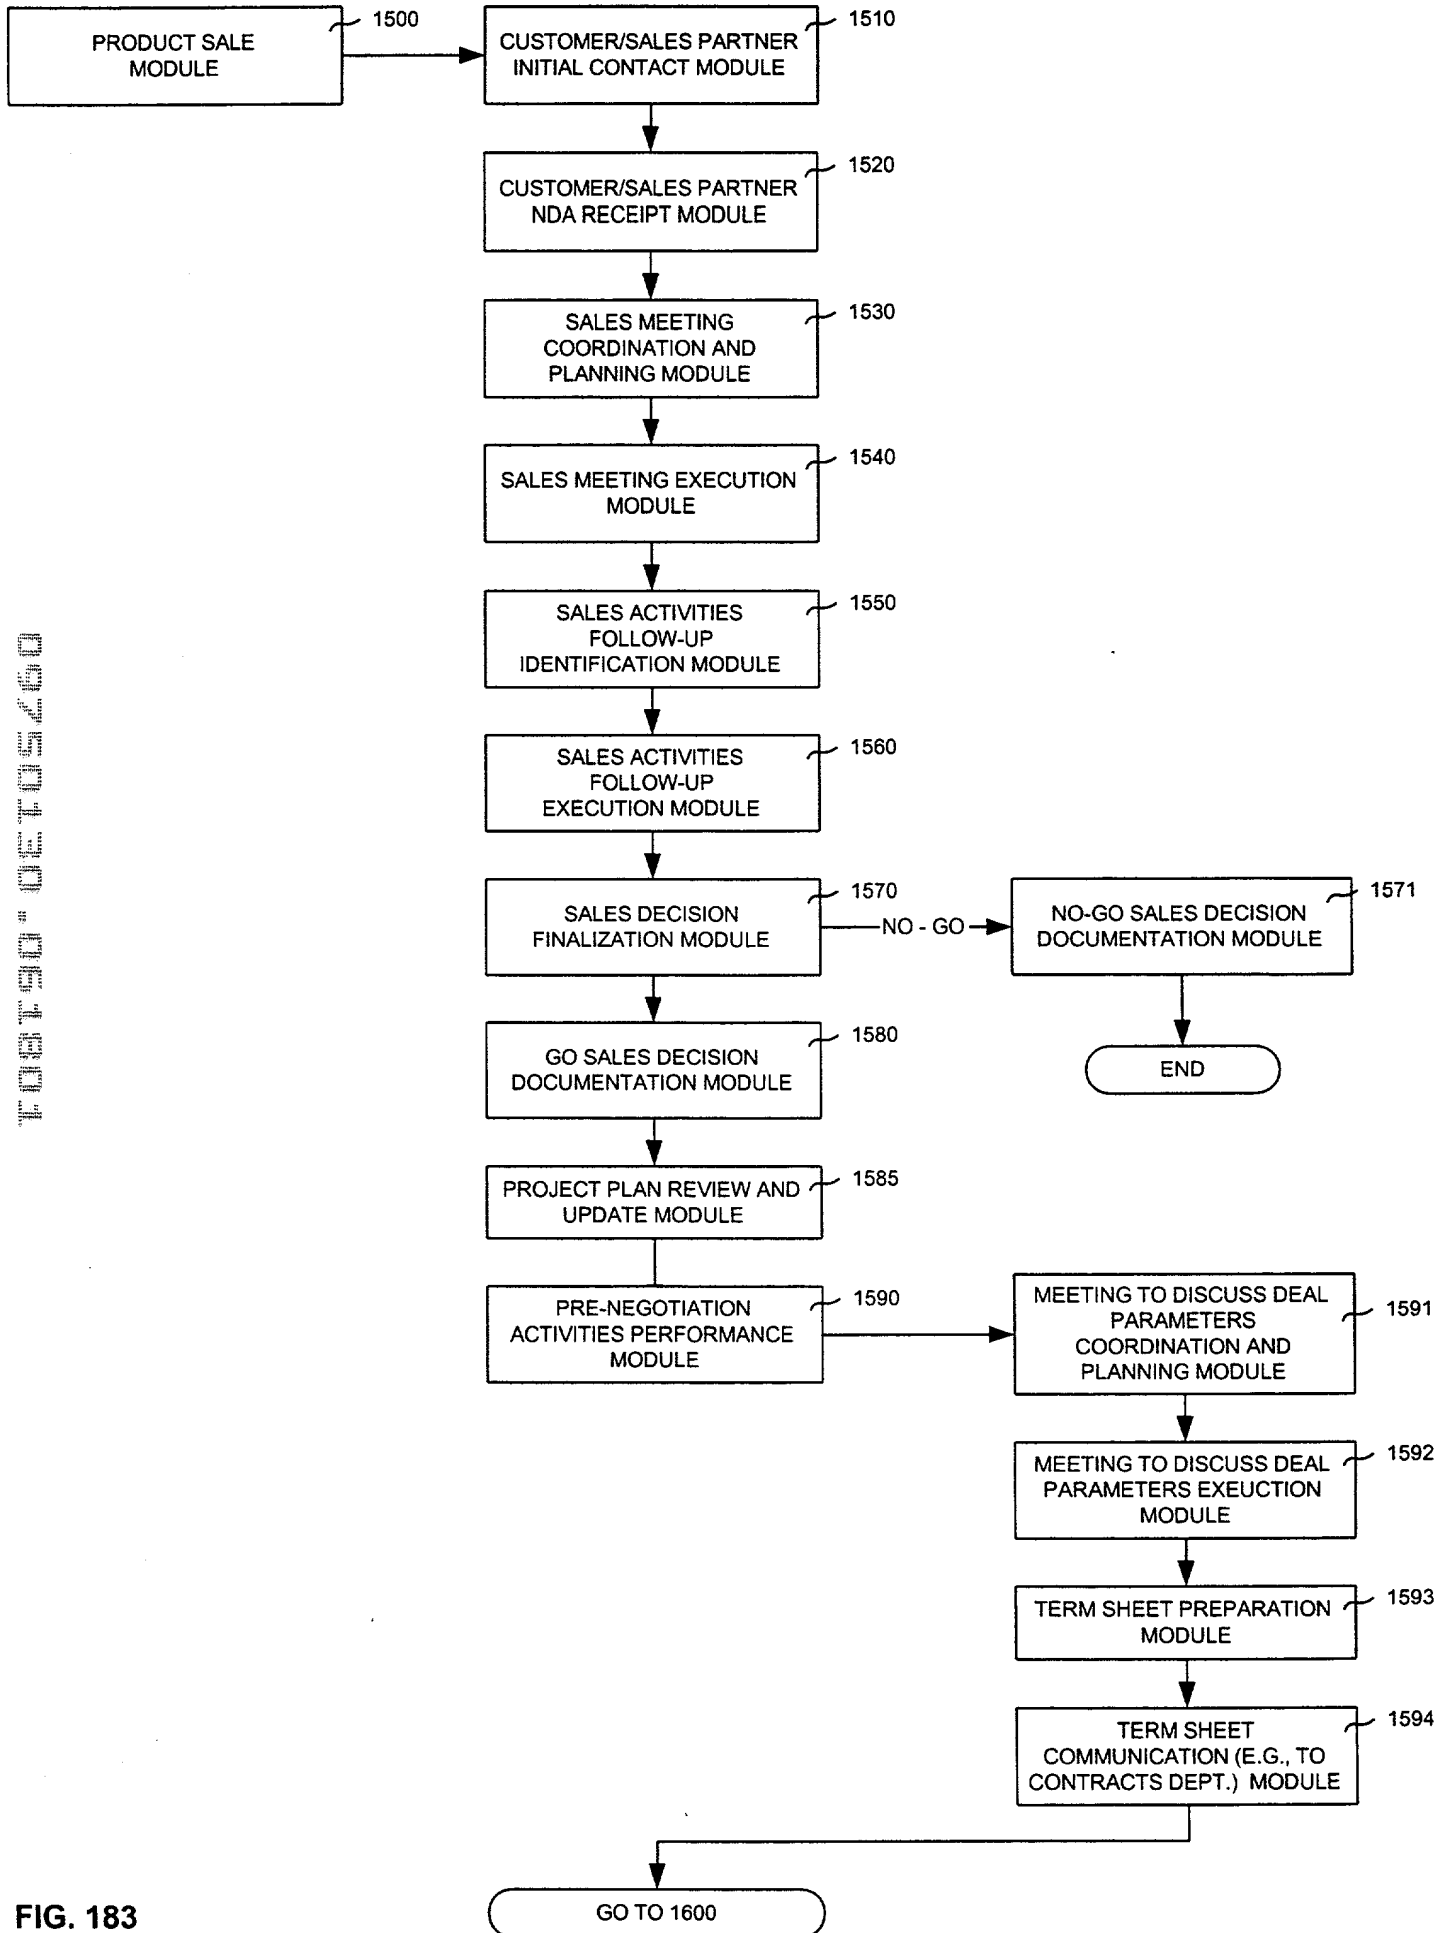 PRODUCT SALE
MODULE
1500
CUSTOMER/SALES PARTNER
INITIAL CONTACT MODULE
1510
CUSTOMER/SALES PARTNER
NDA RECEIPT MODULE
1520
SALES MEETING
COORDINATION AND
PLANNING MODULE
1530
SALES MEETING EXECUTION
MODULE
1540
SALES ACTIVITIES
FOLLOW-UP
IDENTIFICATION MODULE
1550
SALES ACTIVITIES
FOLLOW-UP
EXECUTION MODULE
1560
SALES DECISION
FINALIZATION MODULE
1570
NO - GO
NO-GO SALES DECISION
DOCUMENTATION MODULE
1571
END
GO SALES DECISION
DOCUMENTATION MODULE
1580
PROJECT PLAN REVIEW AND
UPDATE MODULE
1585
PRE-NEGOTIATION
ACTIVITIES PERFORMANCE
MODULE
1590
MEETING TO DISCUSS DEAL
PARAMETERS
COORDINATION AND
PLANNING MODULE
1591
MEETING TO DISCUSS DEAL
PARAMETERS EXEUCTION
MODULE
1592
TERM SHEET PREPARATION
MODULE
1593
TERM SHEET
COMMUNICATION (E.G., TO
CONTRACTS DEPT.) MODULE
1594
GO TO 1600
FIG. 183